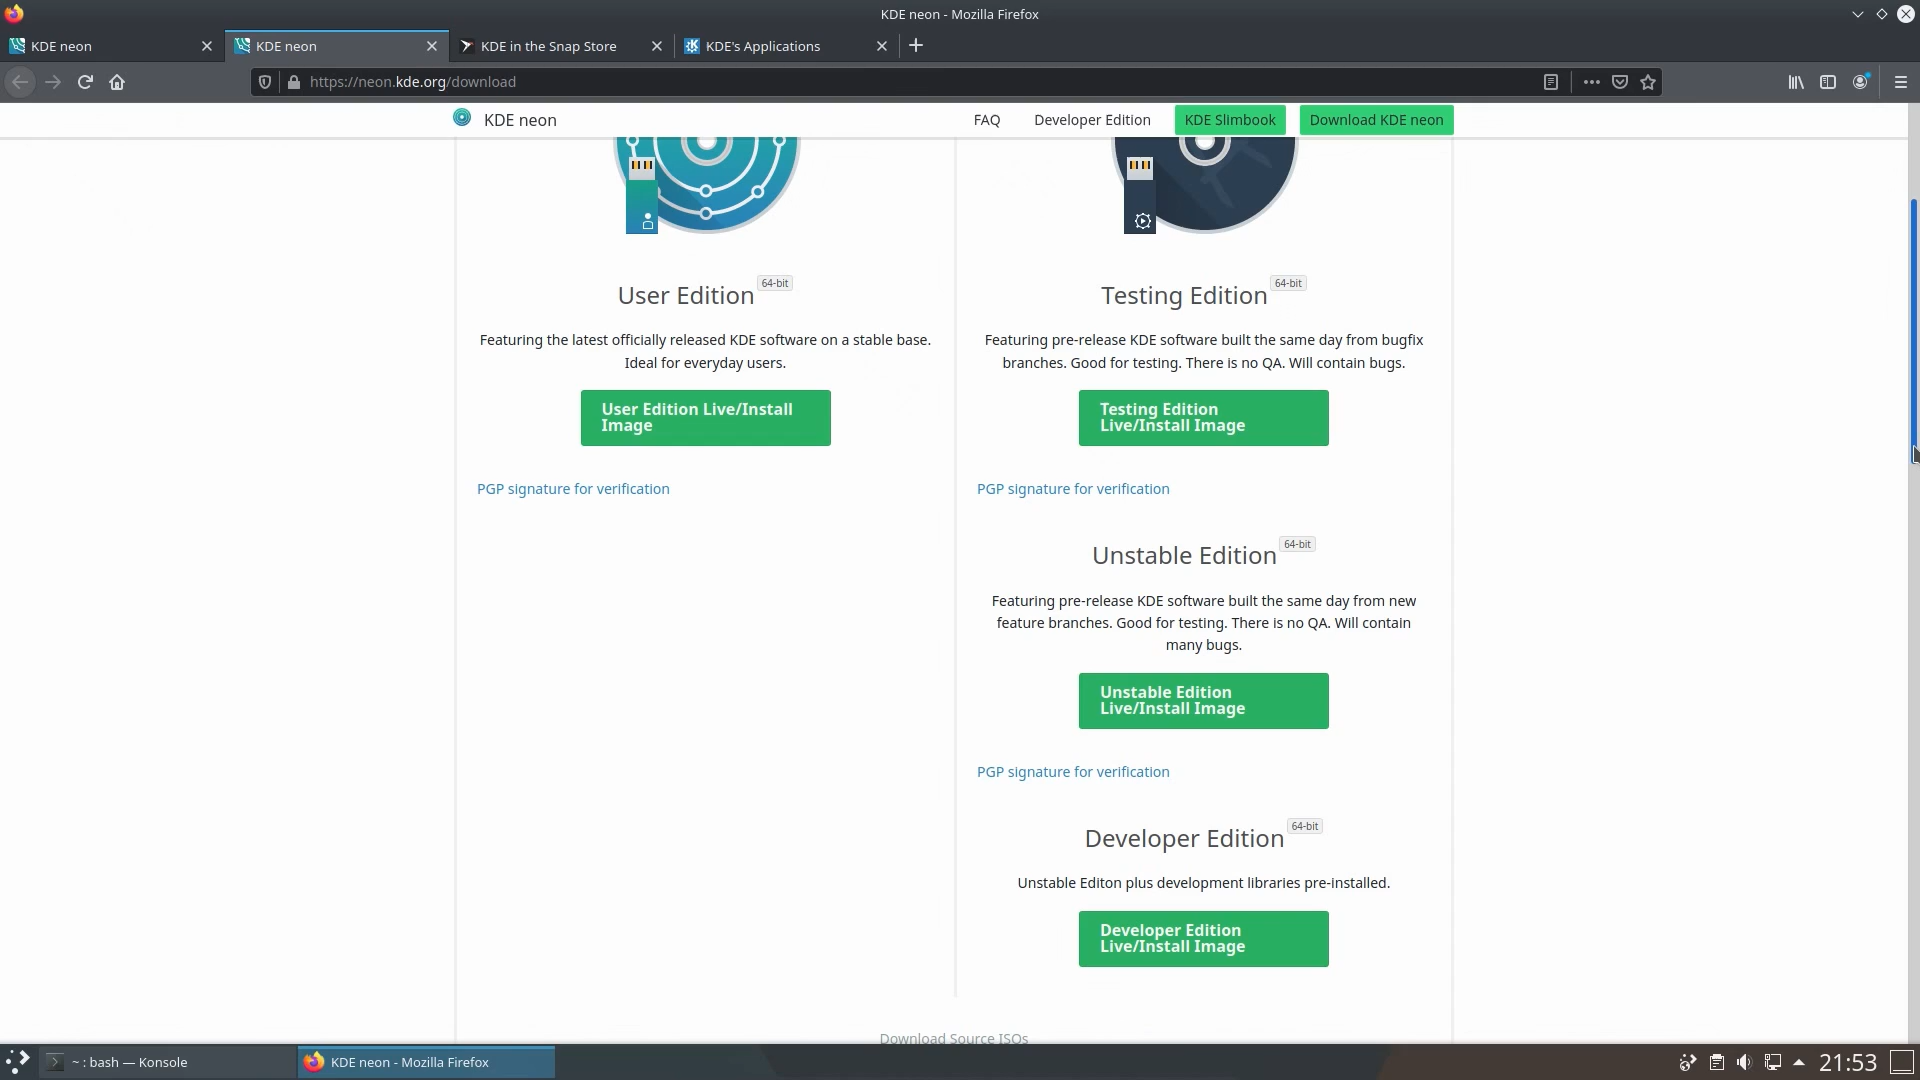 KDE neon - Mozilla Firefox
KDE neon
KDE neon
KDE in the Snap Store
KDE's Applications
https://neon.kde.org/download
KDE neon
FAQ
Developer Edition
KDE Slimbook
Download KDE neon
User Edition 64-bit
Featuring the latest officially released KDE software on a stable base.
Ideal for everyday users.
User Edition Live/Install
Image
PGP signature for verification
Testing Edition 64-bit
Featuring pre-release KDE software built the same day from bugfix
branches. Good for testing. There is no QA. Will contain bugs.
Testing Edition
Live/Install Image
PGP signature for verification
Unstable Edition 64-bit
Featuring pre-release KDE software built the same day from new
feature branches. Good for testing. There is no QA. Will contain
many bugs.
Unstable Edition
Live/Install Image
PGP signature for verification
Developer Edition 64-bit
Unstable Editon plus development libraries pre-installed.
Developer Edition
Live/Install Image
Download Source ISOs
~ : bash — Konsole
KDE neon - Mozilla Firefox
21:53